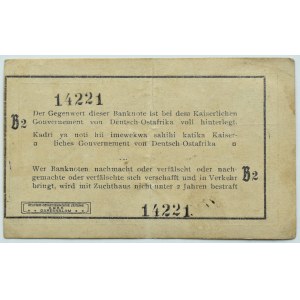 14221
B2 Der Gegenwert dieser Banknote ist bei dem Kaiserlichen
Gouvernement von Deutsch-Ostafrika voll hinterlegt.
Kadri ya noti hii imewekwa sahihi katika Kaiser-
liches Gouvernement von Deutsch-Ostafrika
Wer Banknoten nachmacht oder verfälscht oder nach-
gemachte oder verfälschte sich verschafft und in Verkehr
bringt, wird mit Zuchthaus nicht unter 2 Jahren bestraft
B2
14221